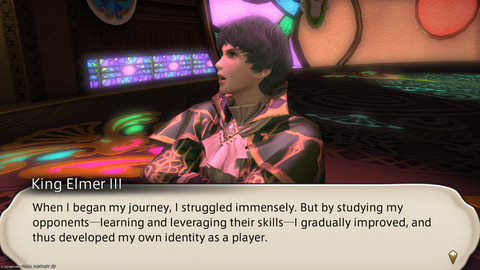 King Elmer III
When I began my journey, I struggled immensely. But by studying my
opponents—learning and leveraging their skills—I gradually improved, and
thus developed my own identity as a player.